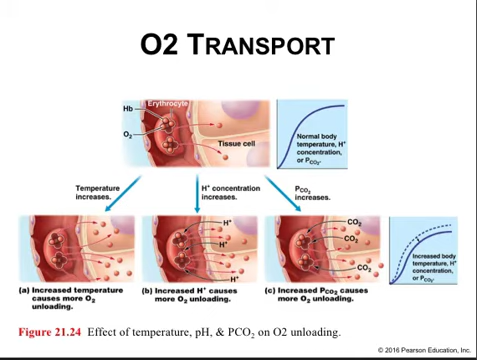 O2 TRANSPORT
Hb
Erythrocyte
O2
Tissue cell
Normal body
temperature, H+
concentration,
or PCO2.
Temperature
increases.
H+ concentration
increases.
PCO2
increases.
H+
H+
H+
CO2
CO2
CO2
Increased body
temperature, H+
concentration,
or PCO2.
(a) Increased temperature
causes more O2
unloading.
(b) Increased H+ causes
more O2 unloading.
(c) Increased PCO2 causes
more O2 unloading.
Figure 21.24 Effect of temperature, pH, & PCO2 on O2 unloading.
© 2016 Pearson Education, Inc.